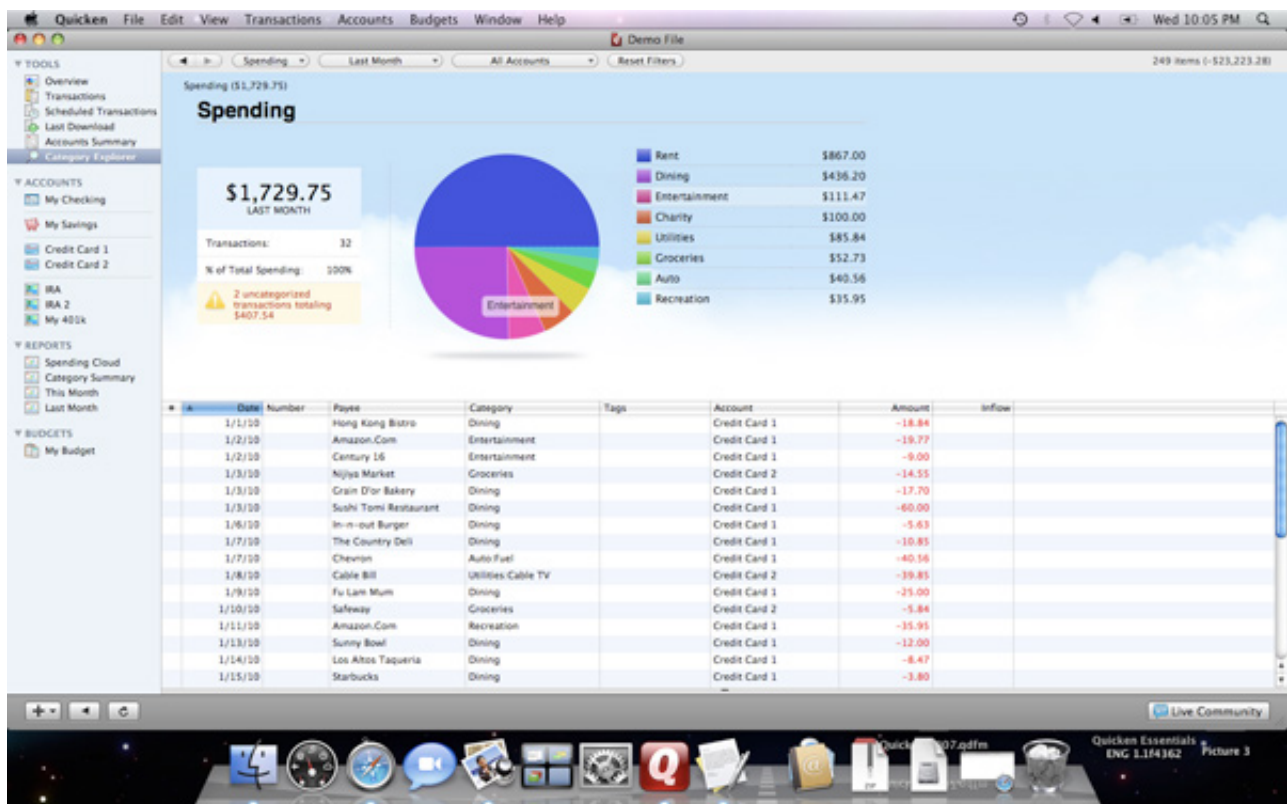 Quicken File Edit View Transactions Accounts Budgets Window Help Wed 10:05 PM
Demo File
TOOLS
Overview
Transactions
Scheduled Transactions
Last Download
Accounts Summary
Category Explorer
ACCOUNTS
My Checking
My Savings
Credit Card 1
Credit Card 2
IRA
IRA 2
My 401k
REPORTS
Spending Cloud
Category Summary
This Month
Last Month
BUDGETS
My Budget
Spending Last Month All Accounts Reset Filters 249 items (-$23,223.28)
Spending ($1,729.75)
Spending
$1,729.75
LAST MONTH
Transactions: 32
% of Total Spending: 100%
2 uncategorized
transactions totaling
$407.54
Entertainment
Rent $867.00
Dining $436.20
Entertainment $111.47
Charity $100.00
Utilities $85.84
Groceries $52.73
Auto $40.56
Recreation $35.95
Date Number Payee Category Tags Account Amount Inflow
1/1/10 Hong Kong Bistro Dining Credit Card 1 -18.84
1/2/10 Amazon.Com Entertainment Credit Card 1 -19.77
1/2/10 Century 16 Entertainment Credit Card 1 -9.00
1/3/10 Nijiya Market Groceries Credit Card 2 -14.55
1/3/10 Grain D'or Bakery Dining Credit Card 1 -17.70
1/3/10 Sushi Tomi Restaurant Dining Credit Card 1 -60.00
1/6/10 In-n-out Burger Dining Credit Card 1 -5.63
1/7/10 The Country Deli Dining Credit Card 1 -10.85
1/7/10 Chevron Auto:Fuel Credit Card 1 -40.56
1/8/10 Cable Bill Utilities:Cable TV Credit Card 2 -39.85
1/9/10 Fu Lam Mum Dining Credit Card 1 -25.00
1/10/10 Safeway Groceries Credit Card 2 -5.84
1/11/10 Amazon.Com Recreation Credit Card 1 -35.95
1/13/10 Sunny Bowl Dining Credit Card 1 -12.00
1/14/10 Los Altos Taqueria Dining Credit Card 1 -8.47
1/15/10 Starbucks Dining Credit Card 1 -3.80
Live Community
Quicken Essentials
ENG 1.1f4362
Picture 3
ZIP